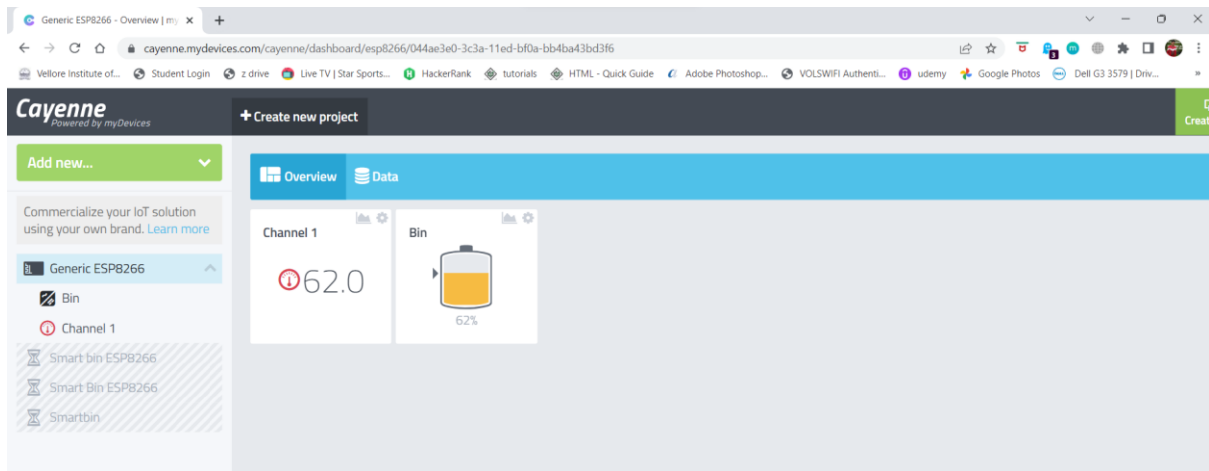 Generic ESP8266 - Overview | my
cayenne.mydevices.com/cayenne/dashboard/esp8266/044ae3e0-3c3a-11ed-bf0a-bb4ba43bd3f6
3
Vellore Institute of... Student Login z drive Live TV | Star Sports... HackerRank tutorials HTML - Quick Guide Adobe Photoshop... VOLSWIFI Authenti... udemy Google Photos Dell G3 3579 | Driv... »
Cayenne
Powered by myDevices
+ Create new project
Creat
Add new...
Overview Data
Commercialize your IoT solution
using your own brand. Learn more
Channel 1 Bin
Generic ESP8266
62.0
Bin
62%
Channel 1
Smart bin ESP8266
Smart Bin ESP8266
Smartbin